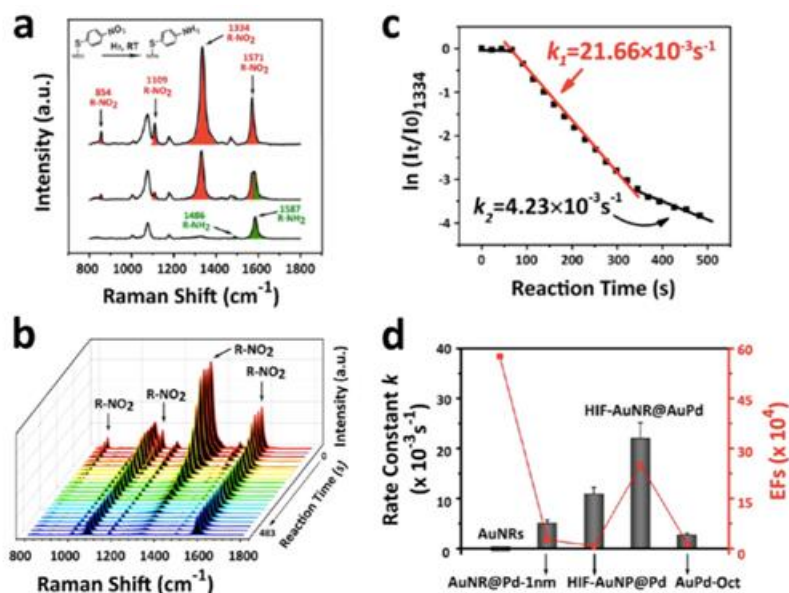 a
NO₂
H₂, RT
NH₂
1334
R-NO₂
1571
R-NO₂
1109
R-NO₂
854
R-NO₂
1486
R-NH₂
1587
R-NH₂
Intensity (a.u.)
800 1000 1200 1400 1600 1800
Raman Shift (cm⁻¹)
b
R-NO₂
R-NO₂
R-NO₂
R-NO₂
Intensity (a.u.)
0
Reaction Time (s)
483
800 1000 1200 1400 1600 1800
Raman Shift (cm⁻¹)
c
ln (It/I0)1334
1
0
-1
-2
-3
-4
k₁=21.66×10⁻³s⁻¹
k₂=4.23×10⁻³s⁻¹
0 100 200 300 400 500
Reaction Time (s)
d
Rate Constant k
(x 10⁻³s⁻¹)
40
30
20
10
0
HIF-AuNR@AuPd
AuNRs
60
45
30
15
0
EFs (x 10⁴)
AuNR@Pd-1nm HIF-AuNP@Pd AuPd-Oct